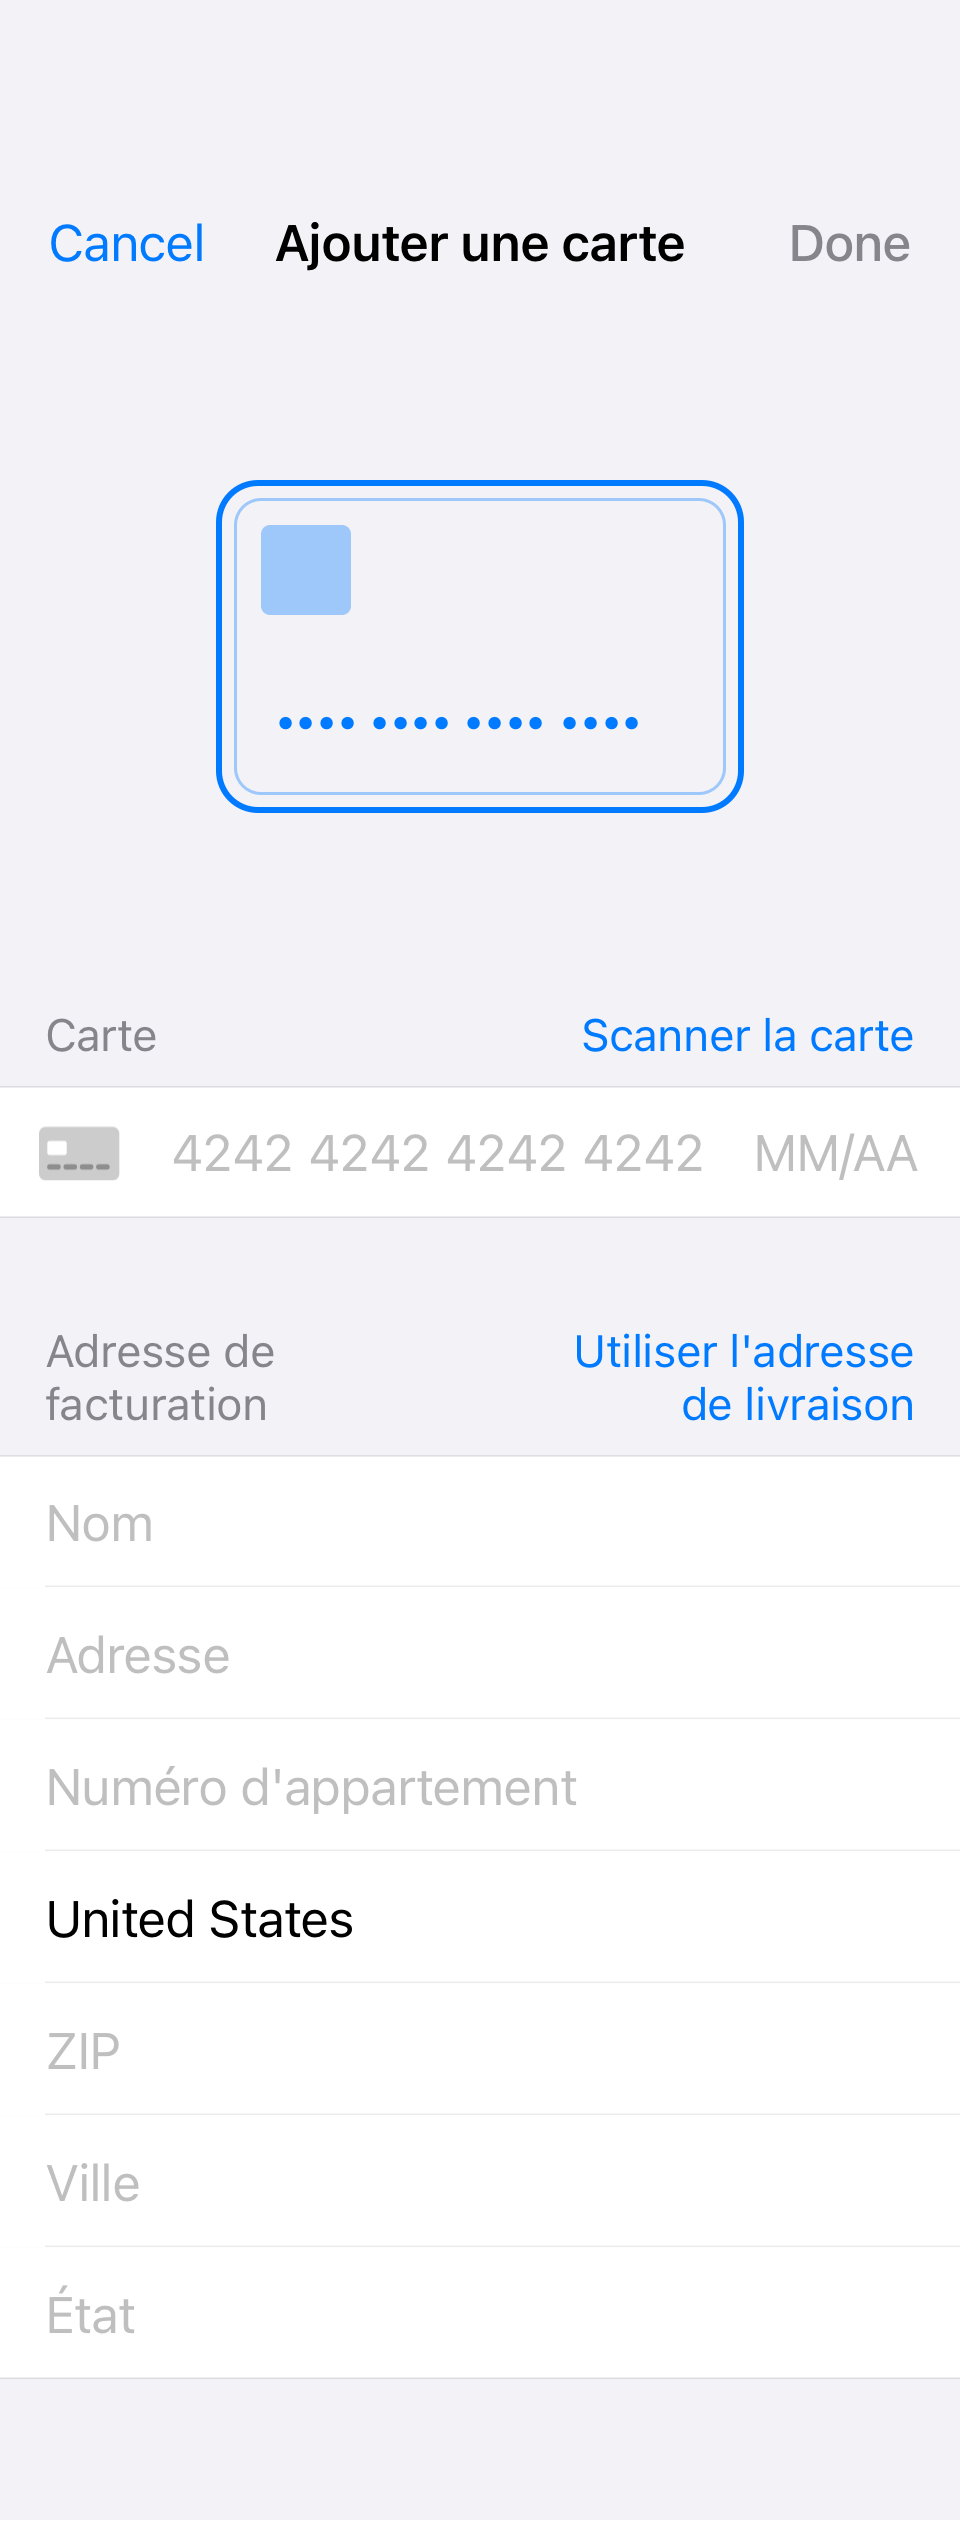 Cancel Ajouter une carte Done
Carte Scanner la carte
4242 4242 4242 4242 MM/AA
Adresse de facturation
Utiliser l'adresse de livraison
Nom
Adresse
Numéro d'appartement
United States
ZIP
Ville
État